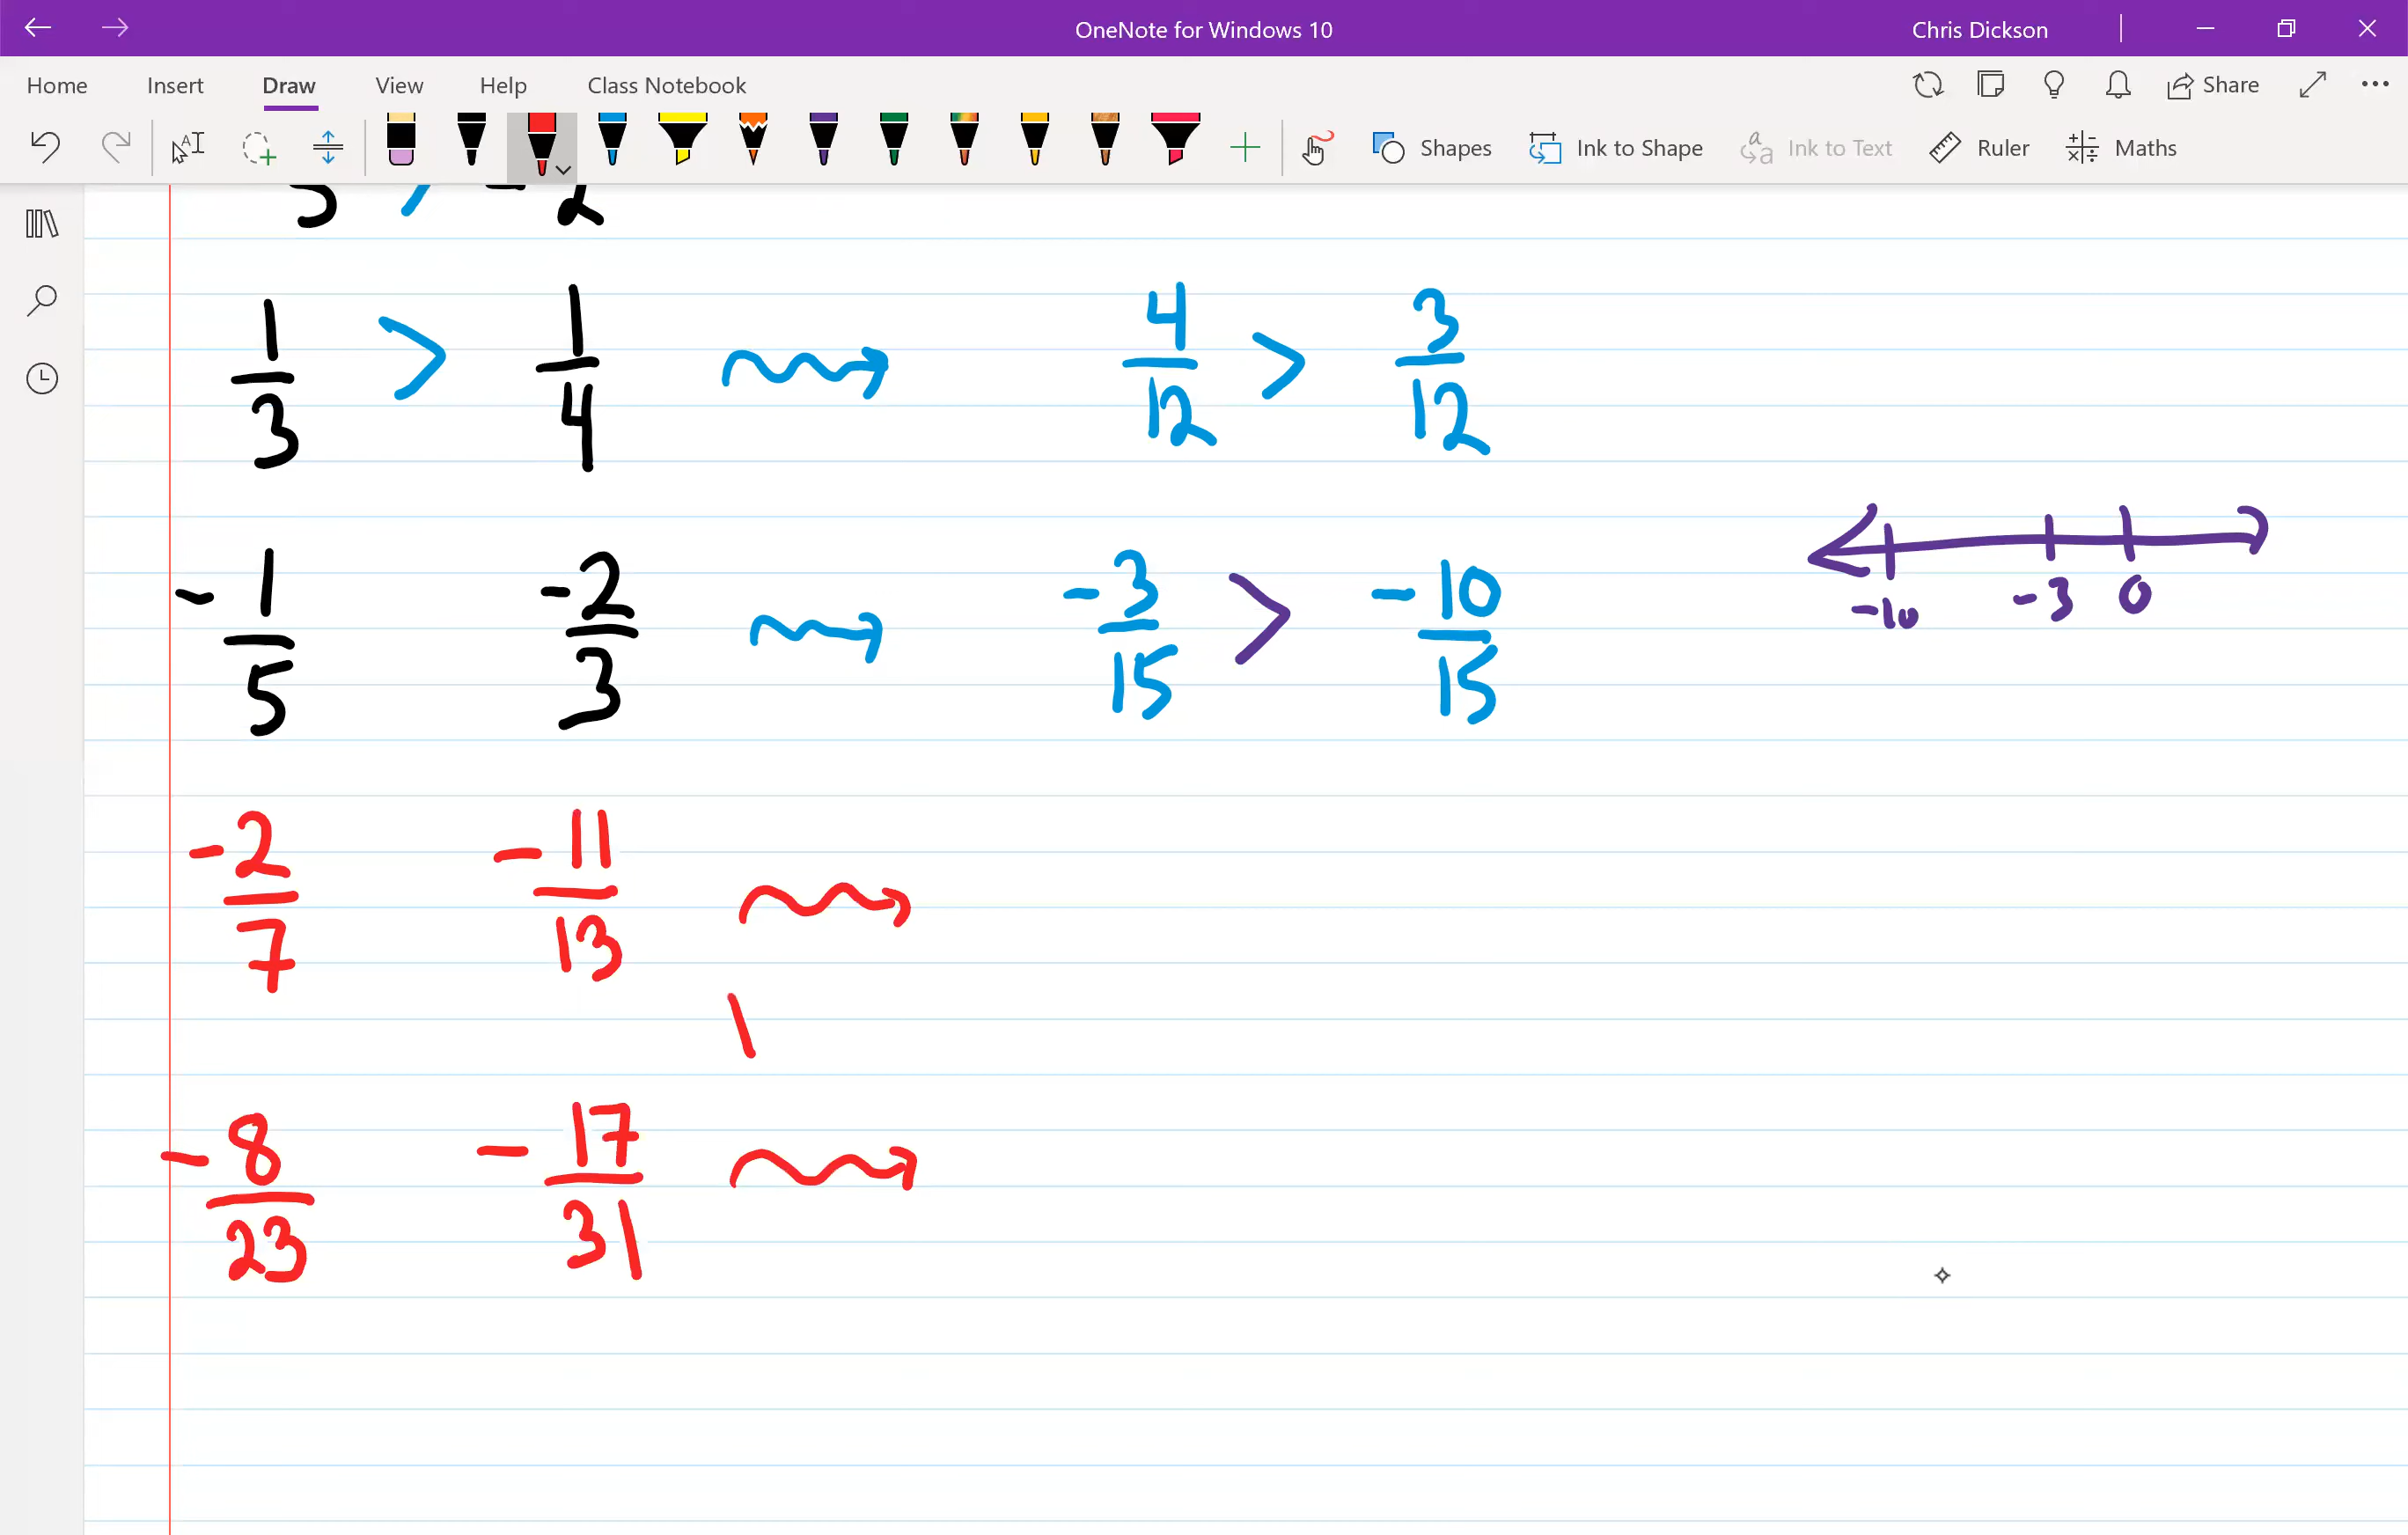 OneNote for Windows 10 Chris Dickson
Home Insert Draw View Help Class Notebook Share
Shapes Ink to Shape Ink to Text Ruler Maths
> - 2
1/3 > 1/4 4/12 > 3/12
-1/5 -2/3 -3/15 > -10/15
-10 -3 0
-2/7 -11/13
-8/23 -17/31